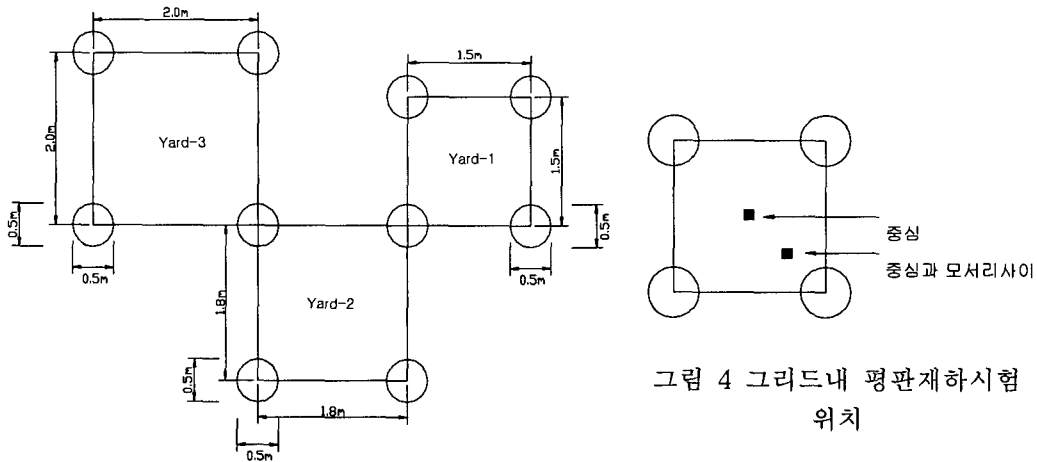 2.0m
1.5m
2.0m
Yard-3
Yard-1
1.5m
0.5m
0.5m
0.5m
0.5m
1.8m
Yard-2
0.5m
1.8m
0.5m
중심
중심과 모서리사이
그림 4 그리드내 평판재하시험
위치